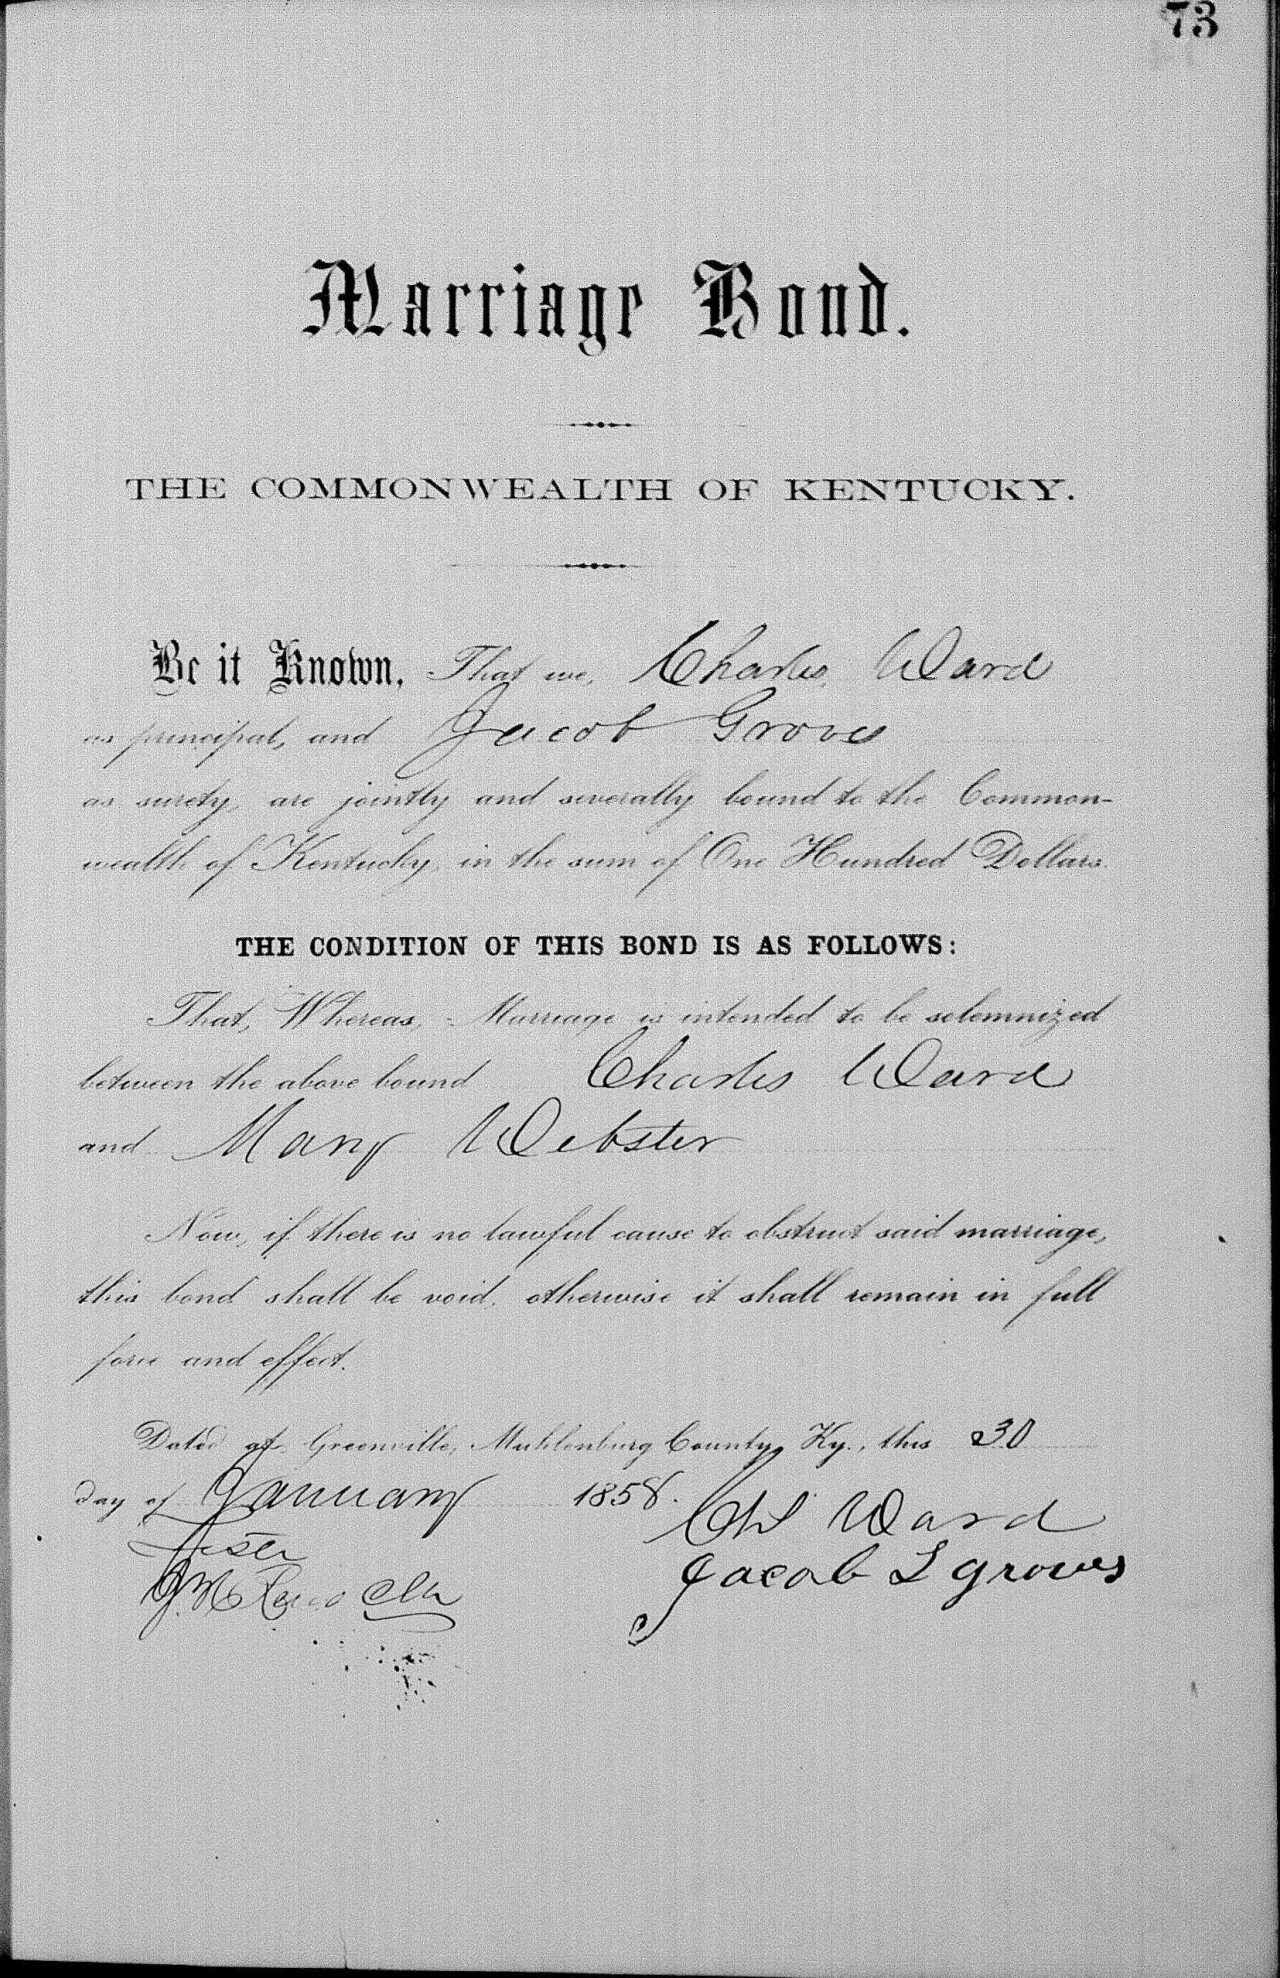 73
Marriage Bond.
THE COMMONWEALTH OF KENTUCKY.
Be it Known, That we, Charles Ward
as principal, and Jacob Groves
as surety, are jointly and severally bound to the Common-
wealth of Kentucky, in the sum of One Hundred Dollars.
THE CONDITION OF THIS BOND IS AS FOLLOWS:
That, Whereas, Marriage is intended to be solemnized
between the above bound Charles Ward
and Mary Webster
Now, if there is no lawful cause to obstruct said marriage,
this bond shall be void, otherwise it shall remain in full
force and effect.
Dated at Greenville, Muhlenburg County, Ky., this 30
day of January 1858.
Chs Ward
Test
Jacob L groves
Clk